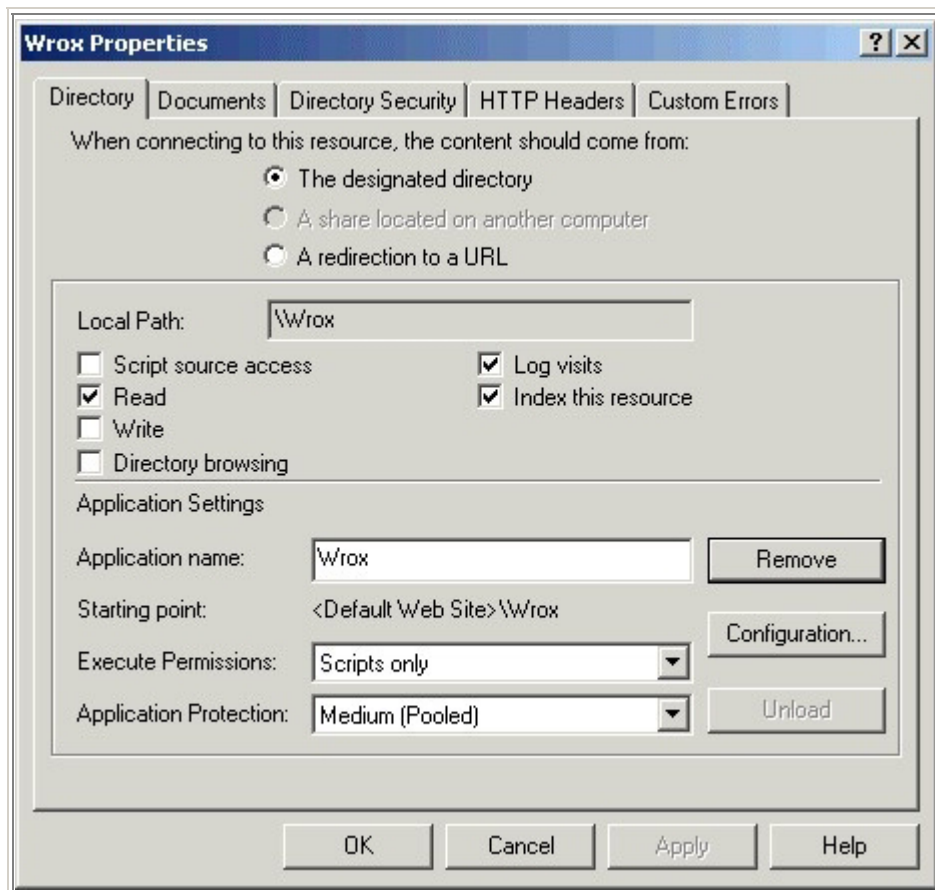 Wrox Properties
Directory Documents Directory Security HTTP Headers Custom Errors
When connecting to this resource, the content should come from:
The designated directory
A share located on another computer
A redirection to a URL
Local Path: \Wrox
Script source access Log visits
Read Index this resource
Write
Directory browsing
Application Settings
Application name: Wrox Remove
Starting point: <Default Web Site>\Wrox
Configuration...
Execute Permissions: Scripts only
Application Protection: Medium (Pooled) Unload
OK Cancel Apply Help